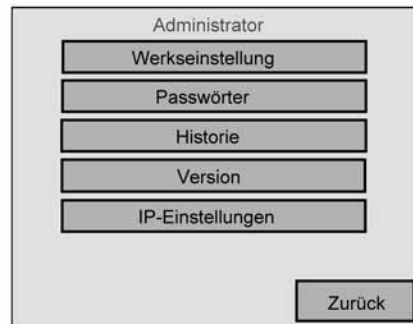 Administrator
Werkseinstellung
Passwörter
Historie
Version
IP-Einstellungen
Zurück